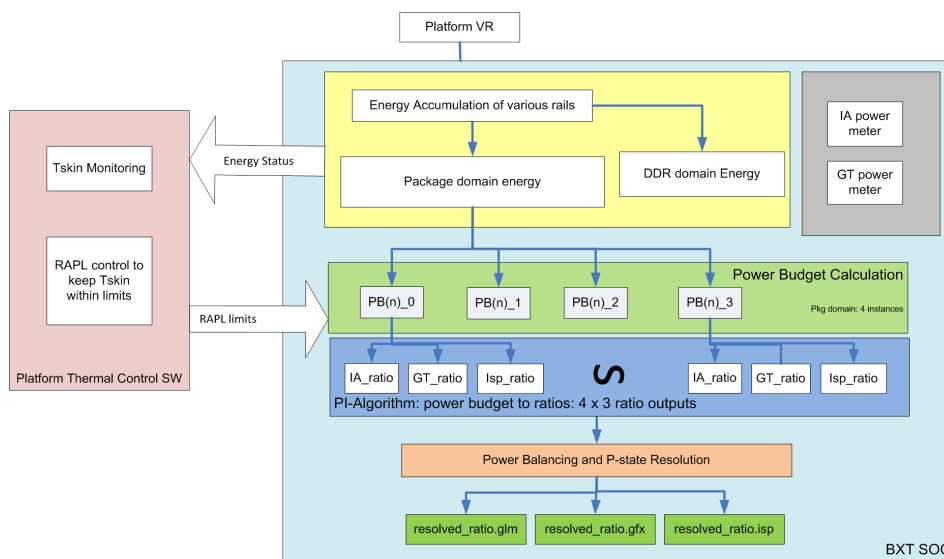 Platform VR
Energy Accumulation of various rails
Package domain energy
DDR domain Energy
IA power
meter
GT power
meter
Energy Status
Tskin Monitoring
RAPL control to
keep Tskin
within limits
Platform Thermal Control SW
RAPL limits
Power Budget Calculation
PB(n)_0
PB(n)_1
PB(n)_2
PB(n)_3
Pkg domain: 4 instances
IA_ratio
GT_ratio
Isp_ratio
IA_ratio
GT_ratio
Isp_ratio
PI-Algorithm: power budget to ratios: 4 x 3 ratio outputs
Power Balancing and P-state Resolution
resolved_ratio.glm
resolved_ratio.gfx
resolved_ratio.isp
BXT SOC